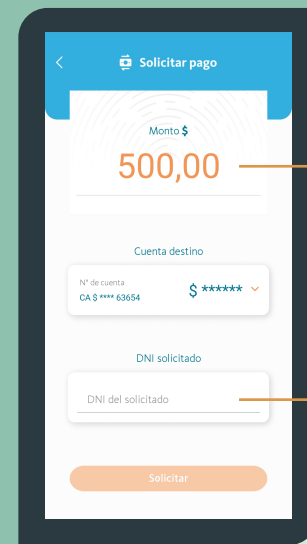 Solicitar pago
Monto $
500,00
Cuenta destino
N° de cuenta
CA $ **** 63654
$ ******
DNI solicitado
DNI del solicitado
Solicitar